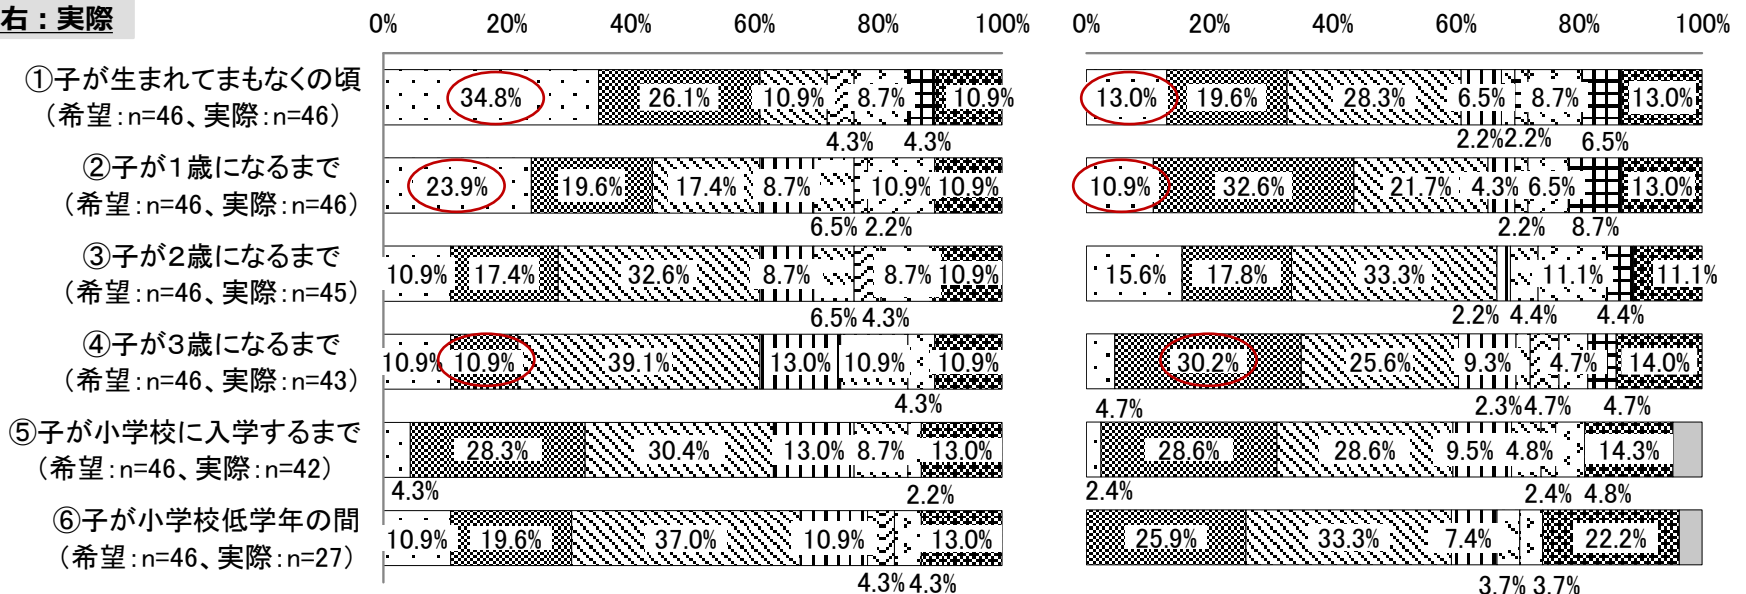 右：実際
0% 20% 40% 60% 80% 100% 0% 20% 40% 60% 80% 100%
①子が生まれてまもなくの頃
（希望：n=46、実際：n=46）
34.8% 26.1% 10.9% 8.7% 10.9% 13.0% 19.6% 28.3% 6.5% 8.7% 13.0%
4.3% 4.3% 2.2% 2.2% 6.5%
②子が１歳になるまで
（希望：n=46、実際：n=46）
23.9% 19.6% 17.4% 8.7% 10.9% 10.9% 10.9% 32.6% 21.7% 4.3% 6.5% 13.0%
6.5% 2.2% 2.2% 8.7%
③子が２歳になるまで
（希望：n=46、実際：n=45）
10.9% 17.4% 32.6% 8.7% 8.7% 10.9% 15.6% 17.8% 33.3% 11.1% 11.1%
6.5% 4.3% 2.2% 4.4% 4.4%
④子が３歳になるまで
（希望：n=46、実際：n=43）
10.9% 10.9% 39.1% 13.0% 10.9% 10.9% 30.2% 25.6% 9.3% 4.7% 14.0%
4.3% 4.7% 2.3% 4.7% 4.7%
⑤子が小学校に入学するまで
（希望：n=46、実際：n=42）
28.3% 30.4% 13.0% 8.7% 13.0% 28.6% 28.6% 9.5% 4.8% 14.3%
4.3% 2.2% 2.4% 2.4% 4.8%
⑥子が小学校低学年の間
（希望：n=46、実際：n=27）
10.9% 19.6% 37.0% 10.9% 13.0% 25.9% 33.3% 7.4% 22.2%
4.3% 4.3% 3.7% 3.7%